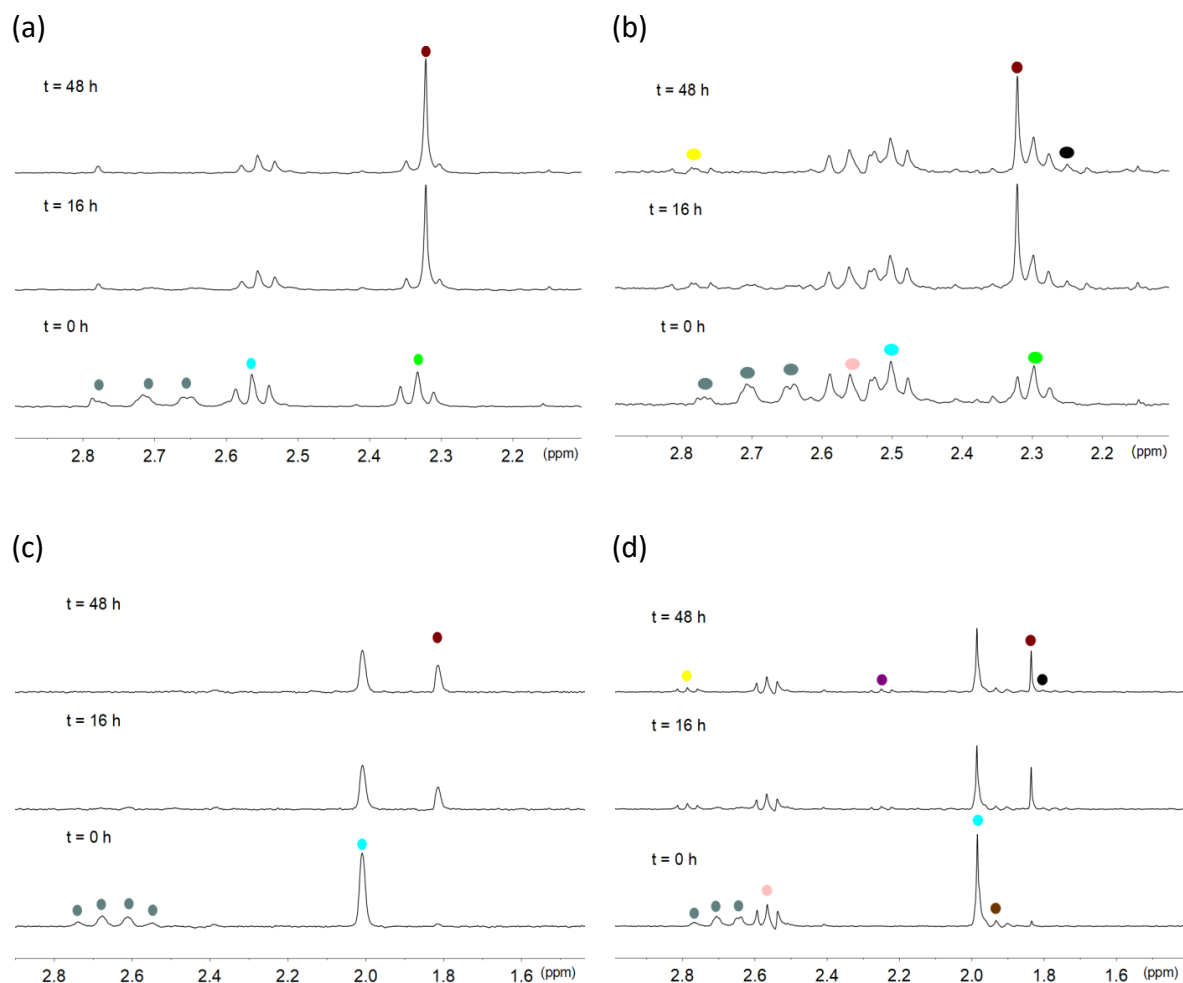 (a)
t = 48 h
t = 16 h
t = 0 h
2.8 2.7 2.6 2.5 2.4 2.3 2.2 (ppm)
(b)
t = 48 h
t = 16 h
t = 0 h
2.8 2.7 2.6 2.5 2.4 2.3 2.2 (ppm)
(c)
t = 48 h
t = 16 h
t = 0 h
2.8 2.6 2.4 2.2 2.0 1.8 1.6 (ppm)
(d)
t = 48 h
t = 16 h
t = 0 h
2.8 2.6 2.4 2.2 2.0 1.8 1.6 (ppm)